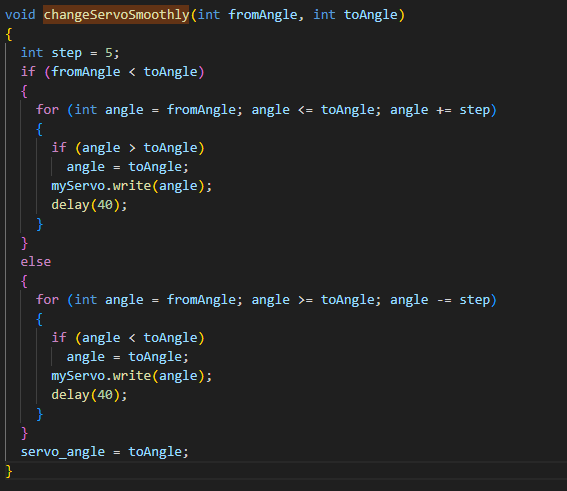 void changeServoSmoothly(int fromAngle, int toAngle)
{
  int step = 5;
  if (fromAngle < toAngle)
  {
    for (int angle = fromAngle; angle <= toAngle; angle += step)
    {
      if (angle > toAngle)
        angle = toAngle;
      myServo.write(angle);
      delay(40);
    }
  }
  else
  {
    for (int angle = fromAngle; angle >= toAngle; angle -= step)
    {
      if (angle < toAngle)
        angle = toAngle;
      myServo.write(angle);
      delay(40);
    }
  }
  servo_angle = toAngle;
}